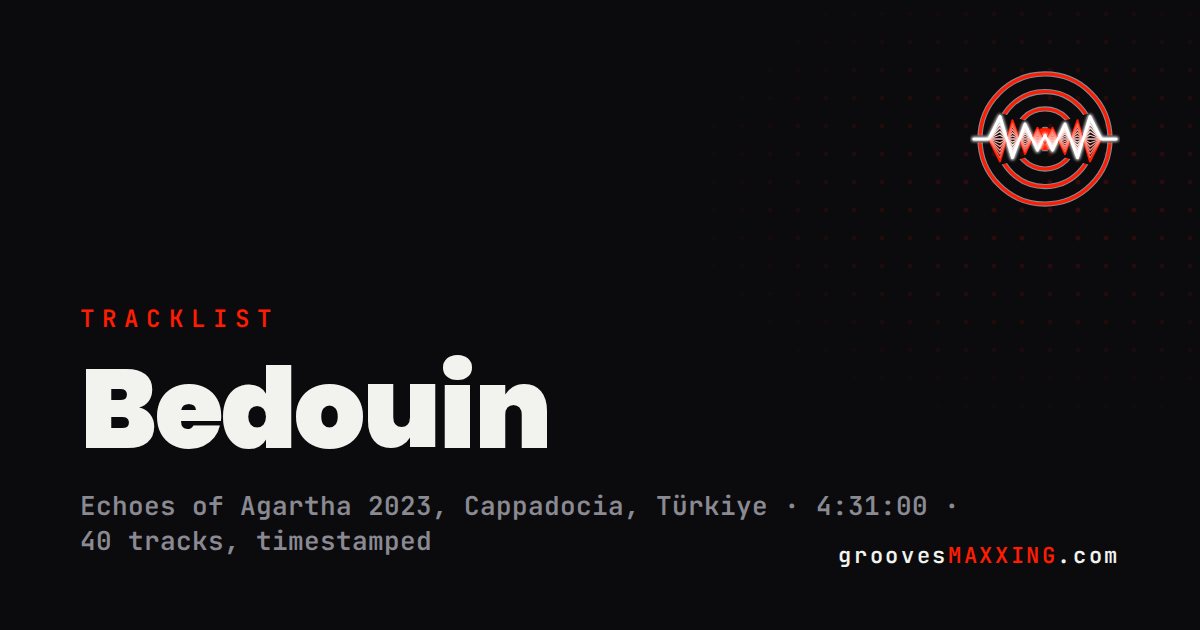 TRACKLIST
Bedouin
Echoes of Agartha 2023, Cappadocia, Türkiye · 4:31:00 ·
40 tracks, timestamped
groovesMAXXING.com